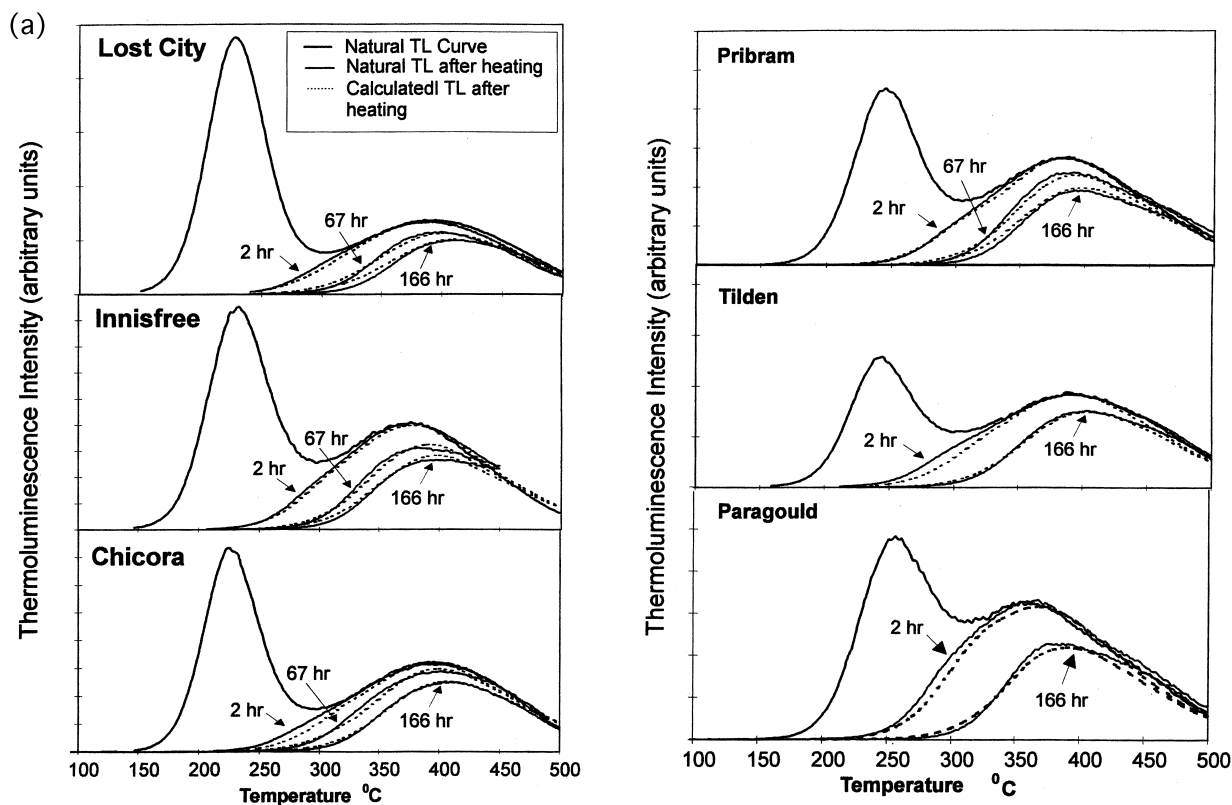 (a)
Thermoluminescence Intensity (arbitrary units)
Lost City
Natural TL Curve
Natural TL after heating
Calculatedl TL after
heating
2 hr
67 hr
166 hr
Innisfree
2 hr
67 hr
166 hr
Chicora
2 hr
67 hr
166 hr
100 150 200 250 300 350 400 450 500
Temperature ⁰C
Thermoluminescence Intensity (arbitrary units)
Pribram
2 hr
67 hr
166 hr
Tilden
2 hr
166 hr
Paragould
2 hr
166 hr
100 150 200 250 300 350 400 450 500
Temperature ⁰C